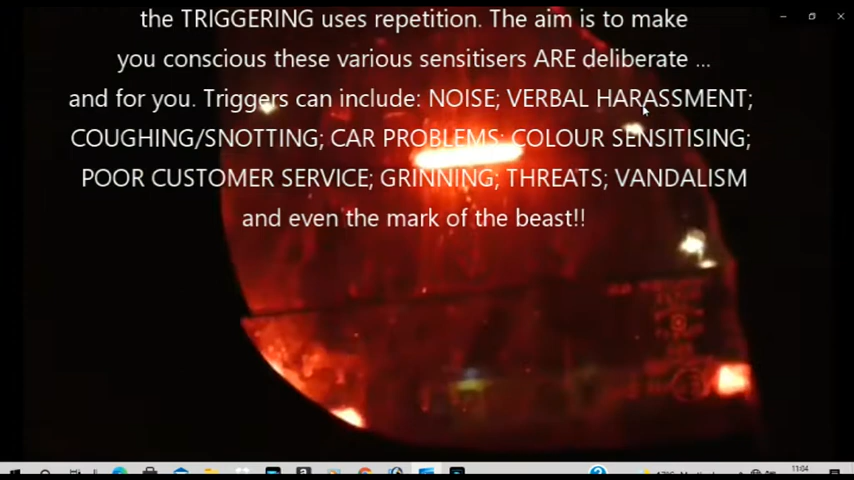 the TRIGGERING uses repetition. The aim is to make
you conscious these various sensitisers ARE deliberate ...
and for you. Triggers can include: NOISE; VERBAL HARASSMENT;
COUGHING/SNOTTING; CAR PROBLEMS; COLOUR SENSITISING;
POOR CUSTOMER SERVICE; GRINNING; THREATS; VANDALISM
and even the mark of the beast!!
11:04